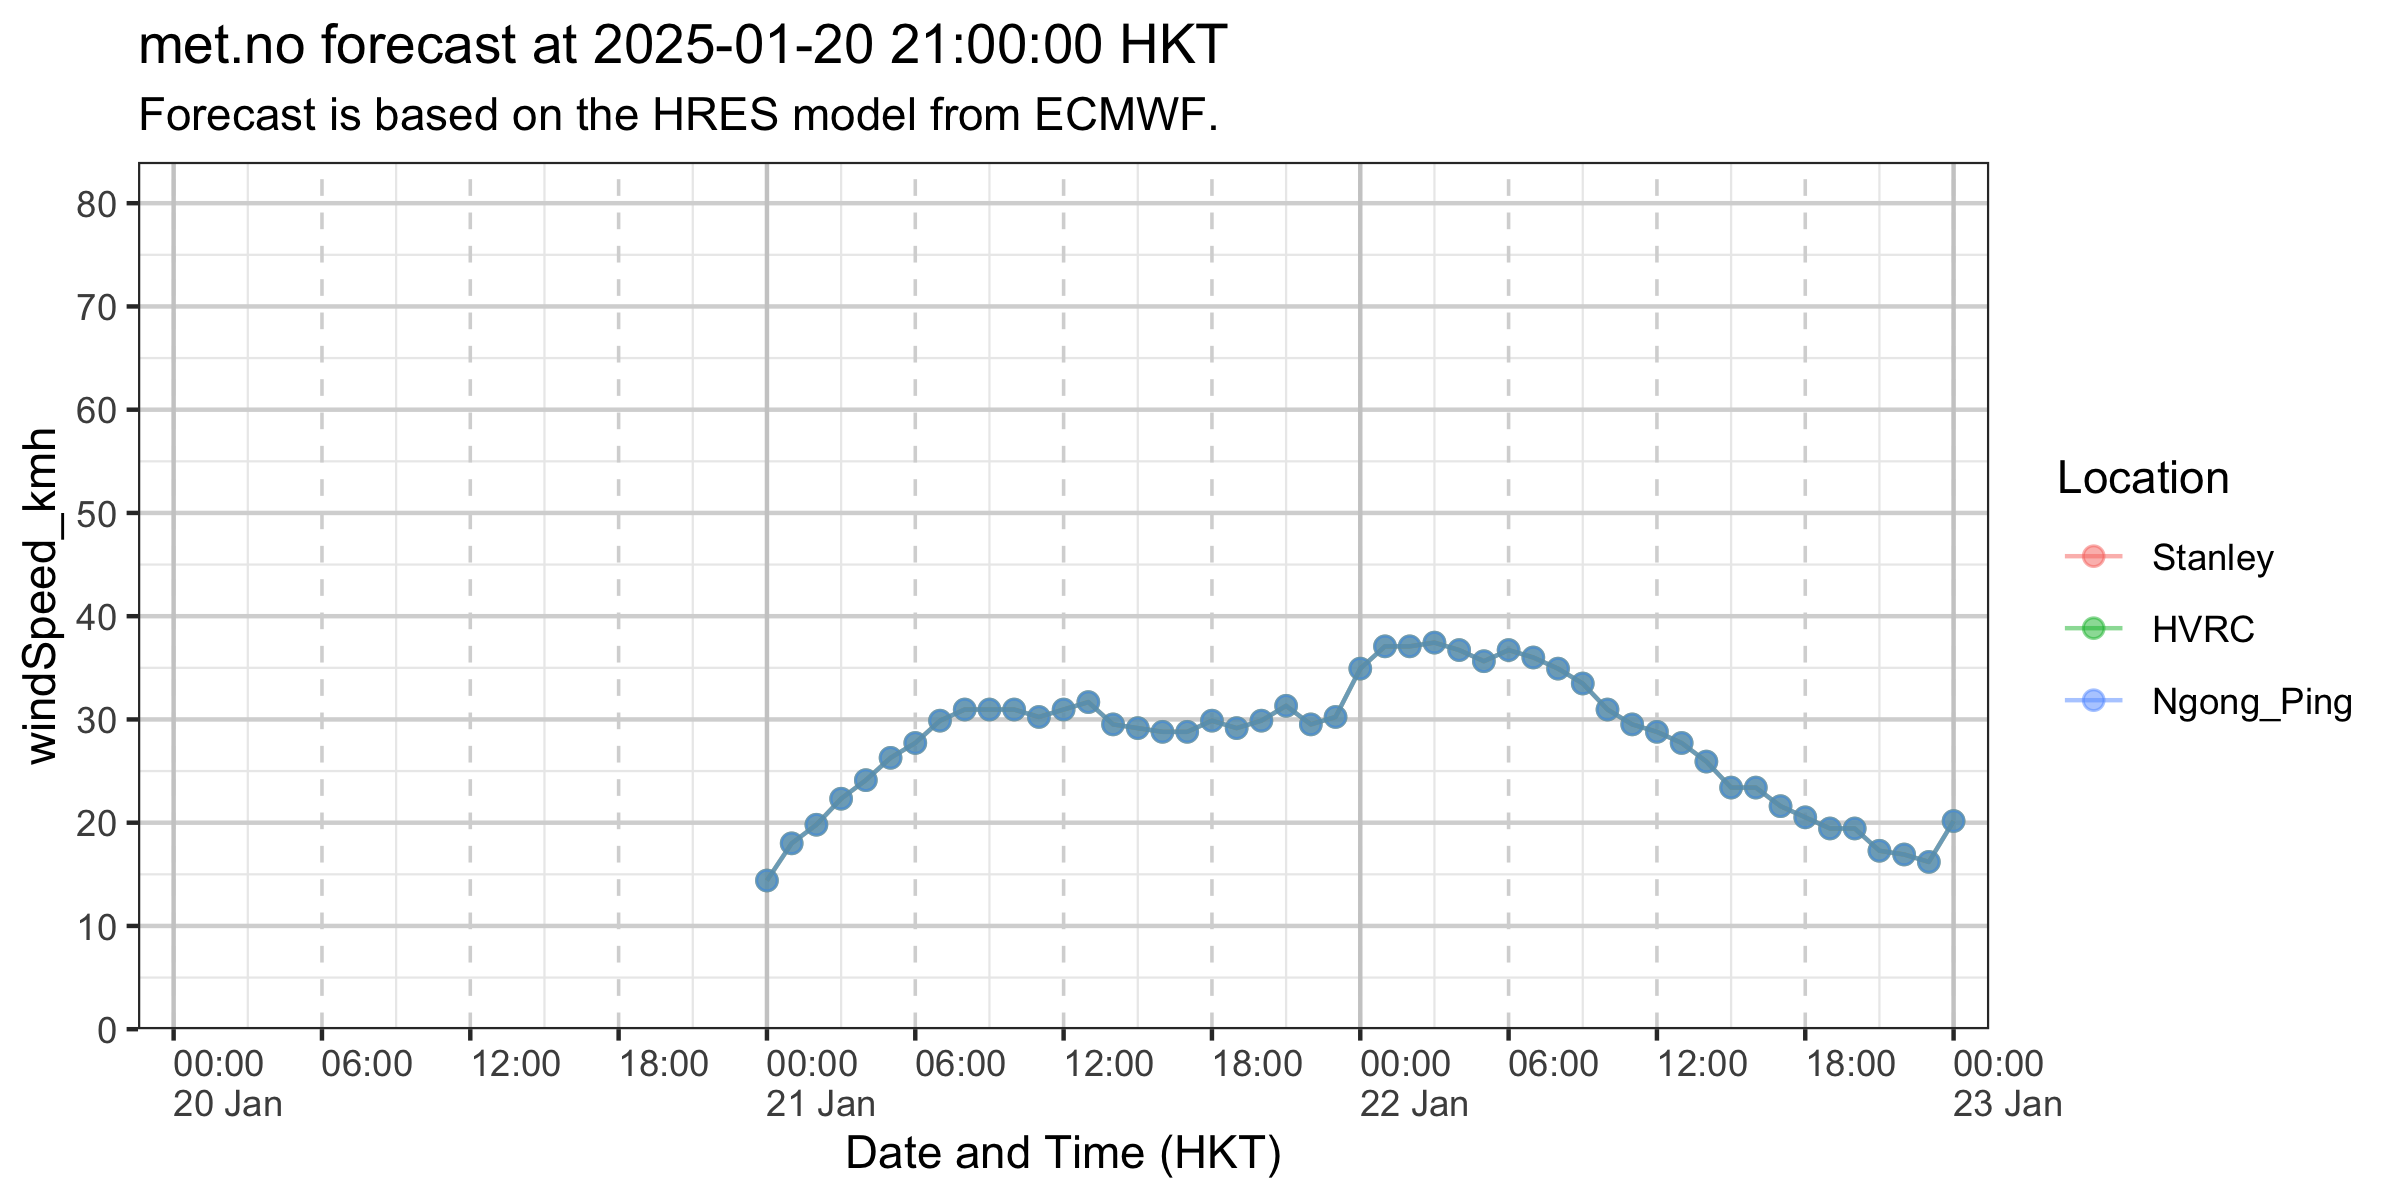 met.no forecast at 2025-01-20 21:00:00 HKT
Forecast is based on the HRES model from ECMWF.
windSpeed_kmh
80
70
60
50
40
30
20
10
0
00:00 06:00 12:00 18:00 00:00 06:00 12:00 18:00 00:00 06:00 12:00 18:00 00:00
20 Jan 21 Jan 22 Jan 23 Jan
Date and Time (HKT)
Location
Stanley
HVRC
Ngong_Ping